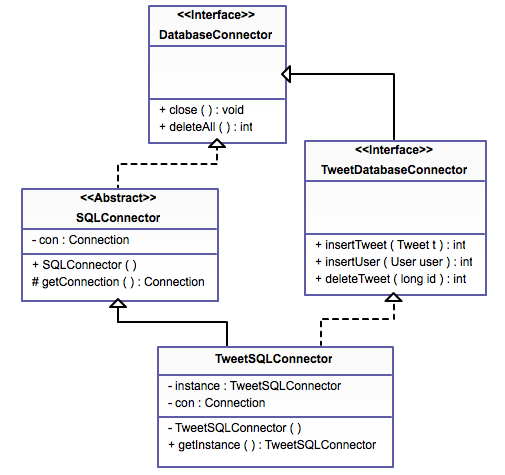 <<Interface>>
DatabaseConnector
+ close ( ) : void
+ deleteAll ( ) : int
<<Interface>>
TweetDatabaseConnector
+ insertTweet ( Tweet t ) : int
+ insertUser ( User user ) : int
+ deleteTweet ( long id ) : int
<<Abstract>>
SQLConnector
- con : Connection
+ SQLConnector ( )
# getConnection ( ) : Connection
TweetSQLConnector
- instance : TweetSQLConnector
- con : Connection
- TweetSQLConnector ( )
+ getInstance ( ) : TweetSQLConnector